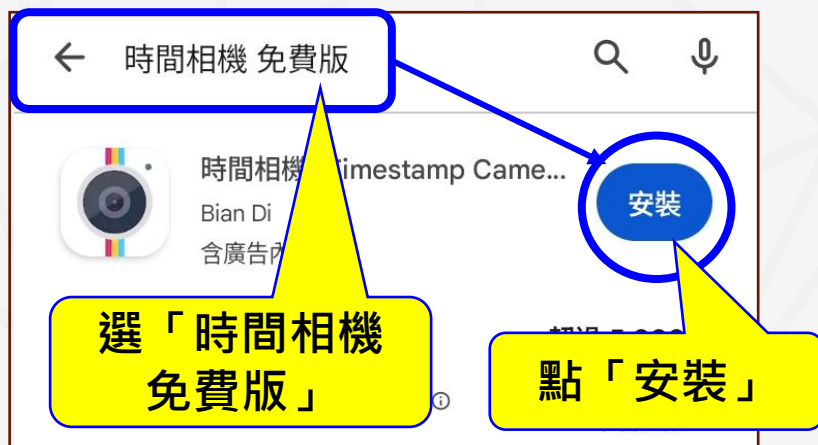 時間相機 免費版
時間相機 imestamp Came...
Bian Di
安裝
含廣告內
選「時間相機
免費版」
點「安裝」